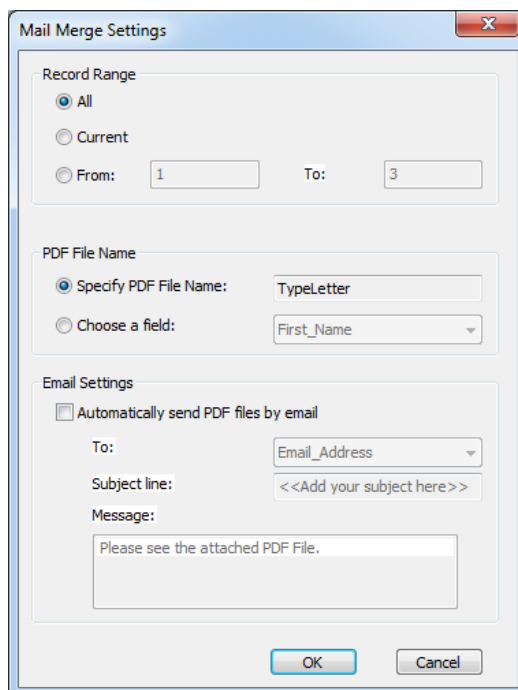 Mail Merge Settings
Record Range
All
Current
From: 1 To: 3
PDF File Name
Specify PDF File Name: TypeLetter
Choose a field: First_Name
Email Settings
Automatically send PDF files by email
To: Email_Address
Subject line: <<Add your subject here>>
Message:
Please see the attached PDF File.
OK Cancel